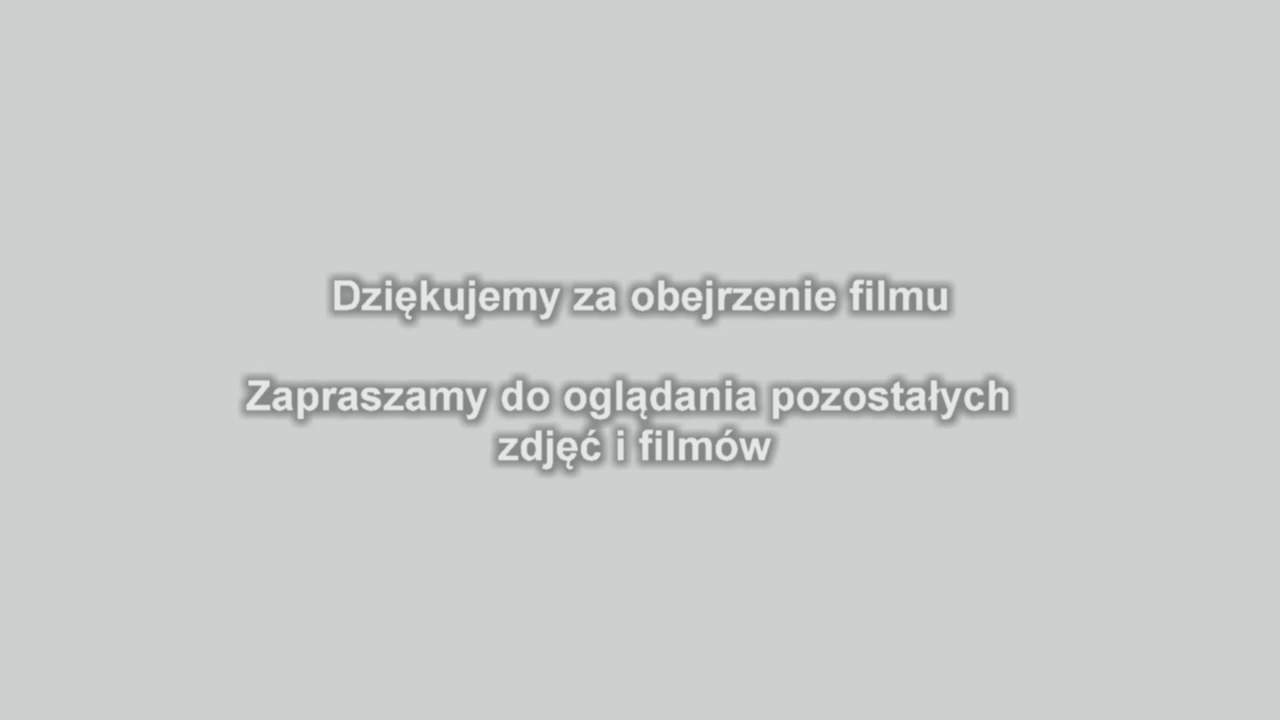 Dziękujemy za obejrzenie filmu
Zapraszamy do oglądania pozostałych
zdjęć i filmów